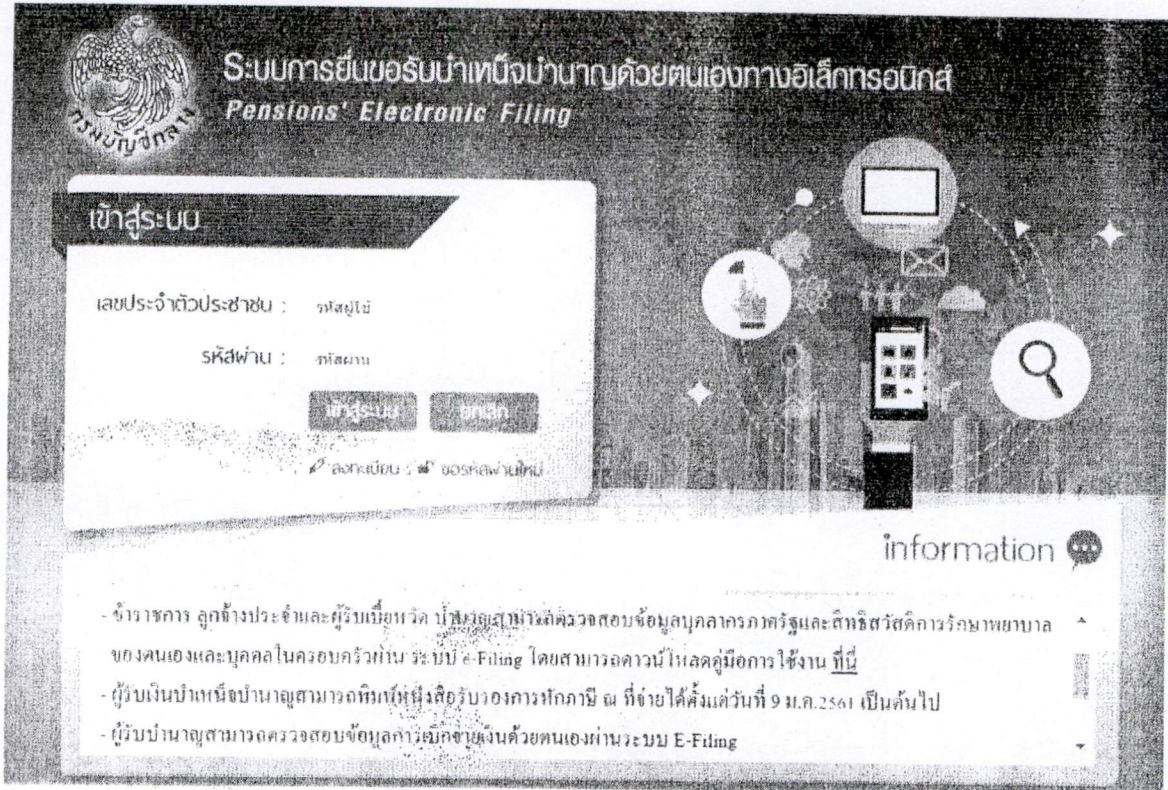 กรมบัญชีกลาง
ระบบการยื่นขอรับบำเหน็จบำนาญด้วยตนเองทางอิเล็กทรอนิกส์
Pensions' Electronic Filing
เข้าสู่ระบบ
เลขประจำตัวประชาชน : รหัสผู้ใช้
รหัสผ่าน : รหัสผ่าน
เข้าสู่ระบบ ยกเลิก
ลงทะเบียน : ขอรหัสผ่านใหม่
information
- ข้าราชการ ลูกจ้างประจำและผู้รับเบี้ยหวัด บำนาญสามารถตรวจสอบข้อมูลบุคลากรภาครัฐและสิทธิสวัสดิการรักษาพยาบาล
ของตนเองและบุคคลในครอบครัวผ่าน ระบบ e-Filing โดยสามารถดาวน์โหลดคู่มือการใช้งาน ที่นี่
- ผู้รับเงินบำเหน็จบำนาญสามารถพิมพ์หนังสือรับรองการหักภาษี ณ ที่จ่ายได้ตั้งแต่วันที่ 9 ม.ค.2561 เป็นต้นไป
- ผู้รับบำนาญสามารถตรวจสอบข้อมูลการเบิกจ่ายเงินด้วยตนเองผ่านระบบ E-Filing